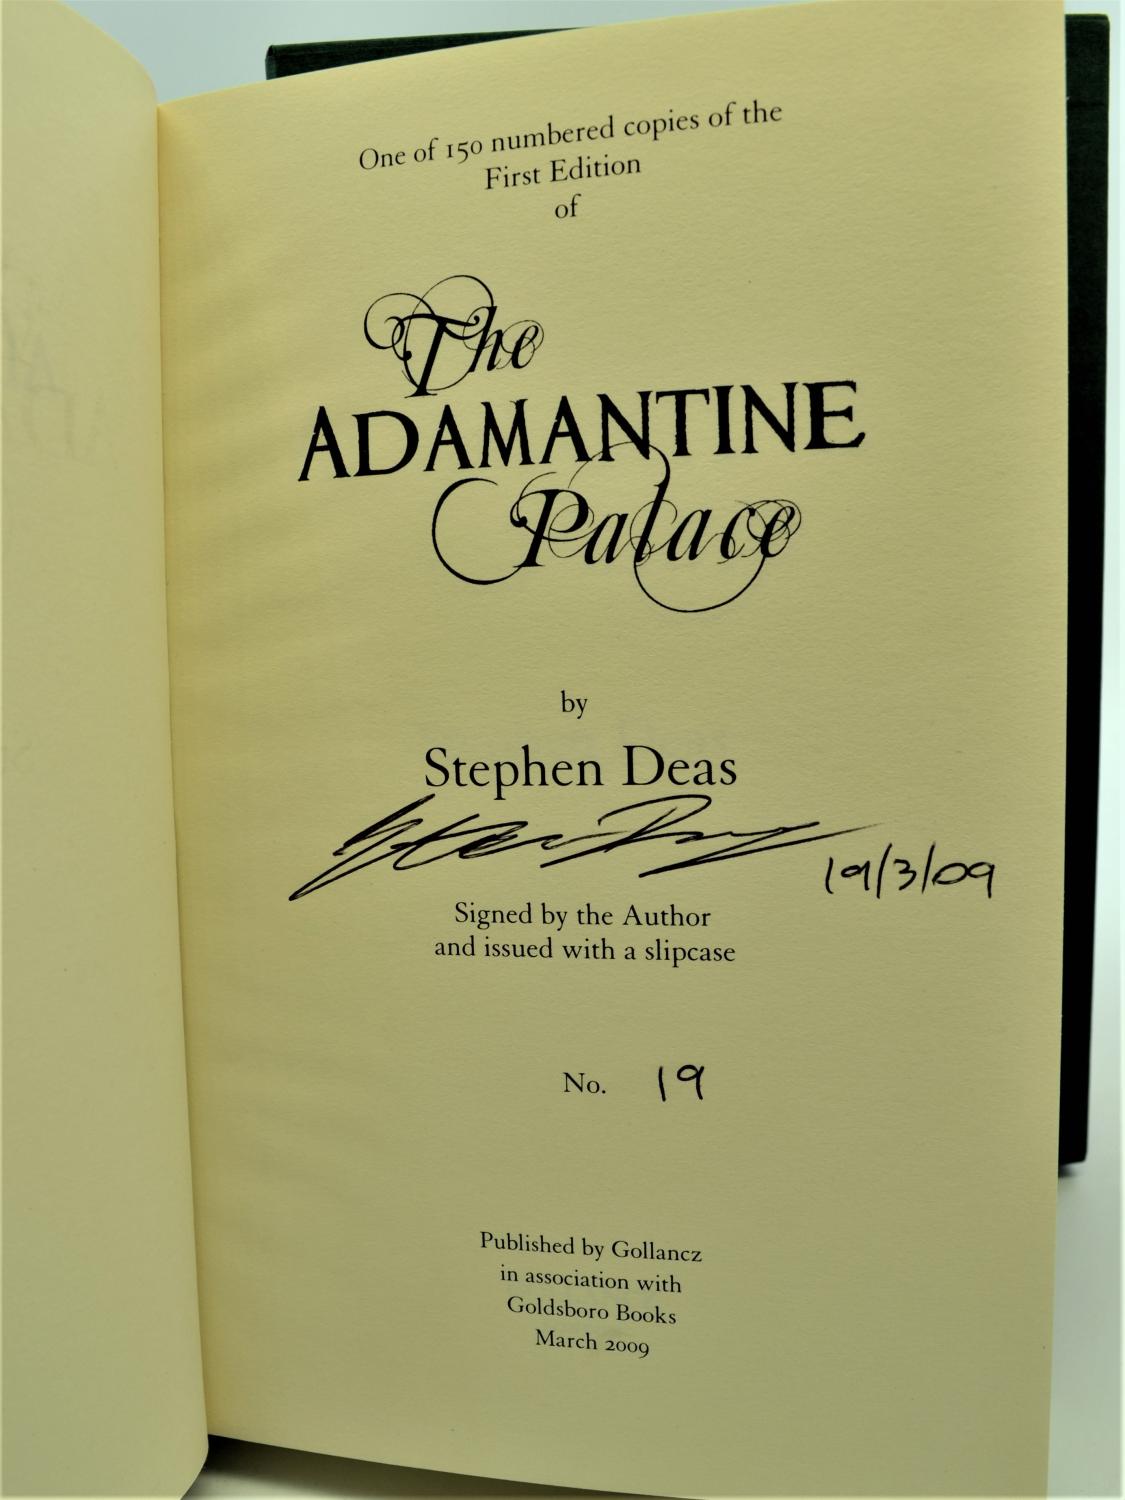 One of 150 numbered copies of the
First Edition
of
The
ADAMANTINE
Palace
by
Stephen Deas
19/3/09
Signed by the Author
and issued with a slipcase
No. 19
Published by Gollancz
in association with
Goldsboro Books
March 2009